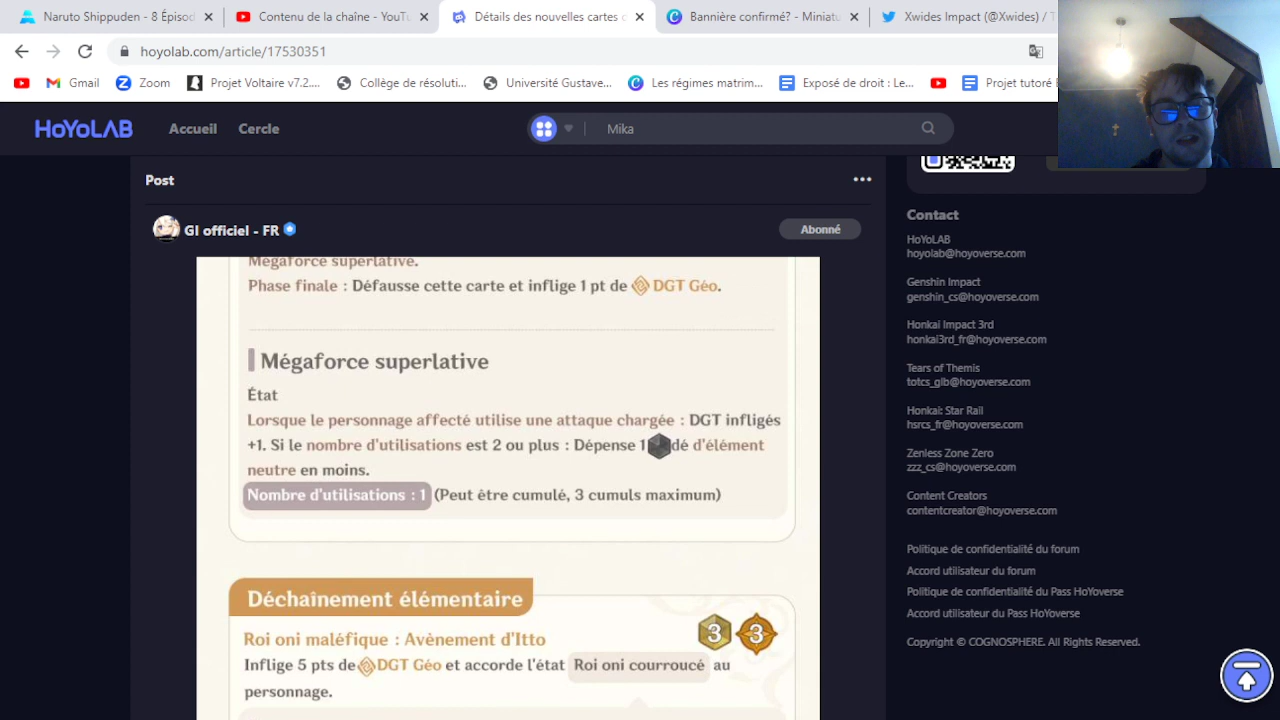 Naruto Shippuden - 8 Épisod
Contenu de la chaîne - YouTu
Détails des nouvelles cartes d
Bannière confirmé? - Miniatu
Xwides Impact (@Xwides) / T
hoyolab.com/article/17530351
Gmail
Zoom
Projet Voltaire v7.2....
Collège de résoluti...
Université Gustave...
Les régimes matrim...
Exposé de droit : Le...
Projet tutoré
HoYoLAB
Accueil
Cercle
Mika
Post
GI officiel - FR
Abonné
Mégaforce superlative.
Phase finale : Défausse cette carte et inflige 1 pt de DGT Géo.
Mégaforce superlative
État
Lorsque le personnage affecté utilise une attaque chargée : DGT infligés
+1. Si le nombre d'utilisations est 2 ou plus : Dépense 1 dé d'élément
neutre en moins.
Nombre d'utilisations : 1 (Peut être cumulé, 3 cumuls maximum)
Déchaînement élémentaire
3 3
Roi oni maléfique : Avènement d'Itto
Inflige 5 pts de DGT Géo et accorde l'état Roi oni courroucé au
personnage.
Contact
HoYoLAB
hoyolab@hoyoverse.com
Genshin Impact
genshin_cs@hoyoverse.com
Honkai Impact 3rd
honkai3rd_fr@hoyoverse.com
Tears of Themis
totcs_glb@hoyoverse.com
Honkai: Star Rail
hsrcs_fr@hoyoverse.com
Zenless Zone Zero
zzz_cs@hoyoverse.com
Content Creators
contentcreator@hoyoverse.com
Politique de confidentialité du forum
Accord utilisateur du forum
Politique de confidentialité du Pass HoYoverse
Accord utilisateur du Pass HoYoverse
Copyright © COGNOSPHERE. All Rights Reserved.